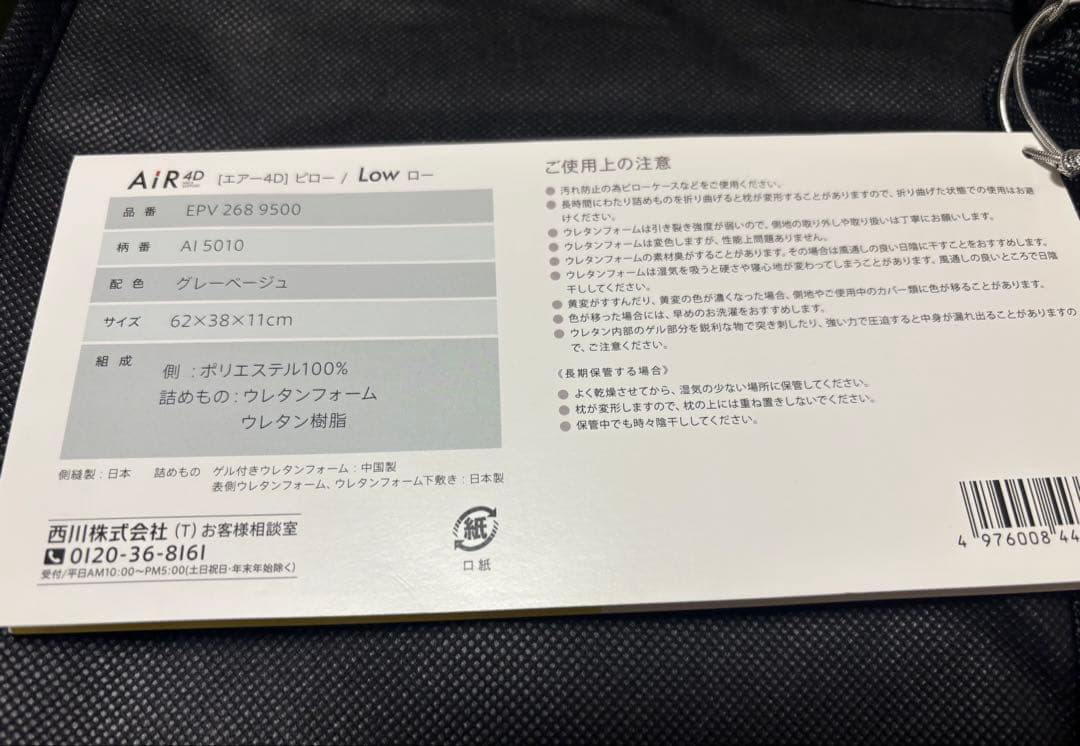 AiR 4D [エアー4D] ピロー / Low ロー
品 番 EPV 268 9500
柄 番 AI 5010
配 色 グレーベージュ
サイズ 62×38×11cm
組 成 側 : ポリエステル100%
詰めもの : ウレタンフォーム
ウレタン樹脂
側縫製 : 日本 詰めもの ゲル付きウレタンフォーム : 中国製
表側ウレタンフォーム、ウレタンフォーム下敷き : 日本製
西川株式会社 (T) お客様相談室
0120-36-8161
受付/平日AM10:00〜PM5:00(土日祝日・年末年始除く)
紙
口 紙
ご使用上の注意
● 汚れ防止の為ピローケースなどをご使用ください。
● 長時間にわたり詰めものを折り曲げると枕が変形することがありますので、折り曲げた状態での使用はお避
けください。
● ウレタンフォームは引き裂き強度が弱いので、側地の取り外しや取り扱いは丁寧にお願いします。
● ウレタンフォームは変色しますが、性能上問題ありません。
● ウレタンフォームの素材臭がすることがあります。その場合は風通しの良い日陰に干すことをおすすめします。
● ウレタンフォームは湿気を吸うと硬さや寝心地が変わってしまうことがあります。風通しの良いところで日陰
干ししてください。
● 黄変がすすんだり、黄変の色が濃くなった場合、側地やご使用中のカバー類に色が移ることがあります。
● 色が移った場合には、早めのお洗濯をおすすめします。
● ウレタン内部のゲル部分を鋭利な物で突き刺したり、強い力で圧迫すると中身が漏れ出ることがありますの
で、ご注意ください。
《長期保管する場合》
● よく乾燥させてから、湿気の少ない場所に保管してください。
● 枕が変形しますので、枕の上には重ね置きしないでください。
● 保管中でも時々陰干ししてください。
4 976008 44